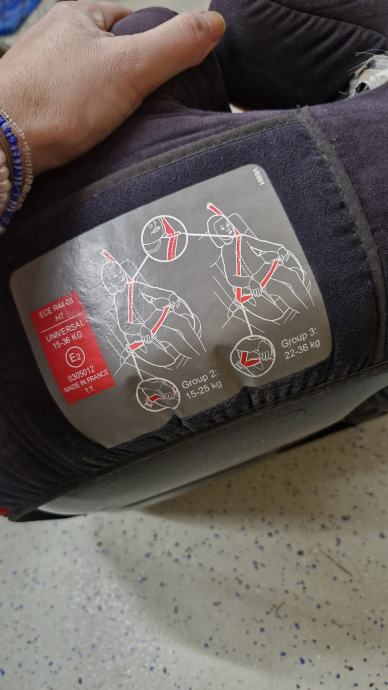 ECE R44-03
H7
UNIVERSAL
15-36 KG
E2
0305012
MADE IN FRANCE
T.T
Group 2:
15-25 kg
Group 3:
22-36 kg